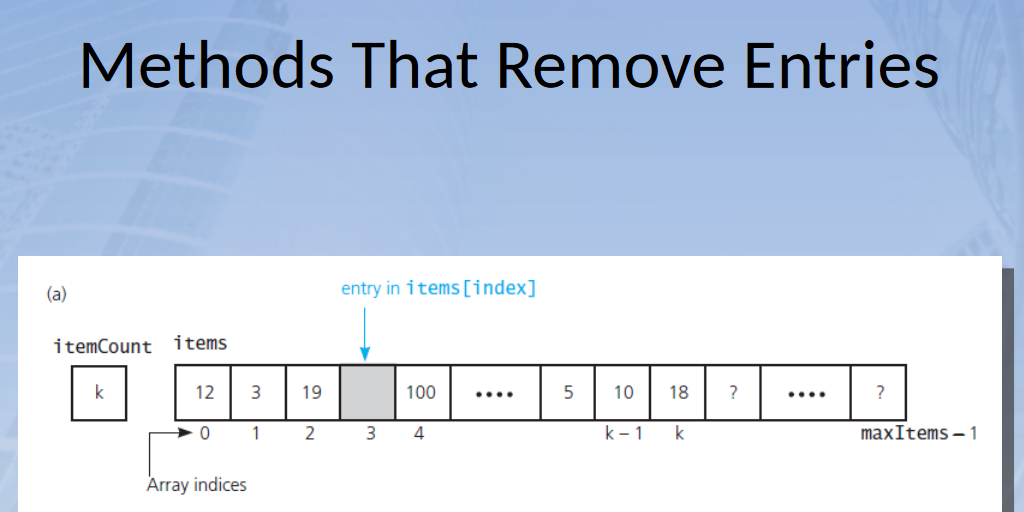 Methods That Remove Entries
(a)
entry in items[index]
itemCount items
k 12 3 19 100 •••• 5 10 18 ? •••• ?
0 1 2 3 4 k – 1 k maxItems – 1
Array indices